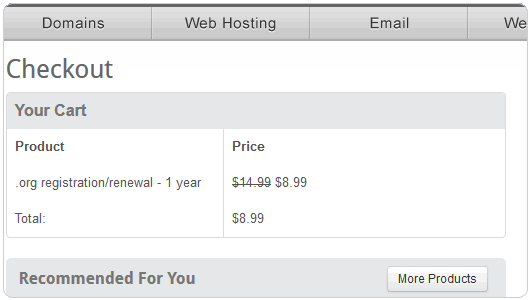 Domains Web Hosting Email We
Checkout
Your Cart
Product Price
.org registration/renewal - 1 year $14.99 $8.99
Total: $8.99
Recommended For You More Products